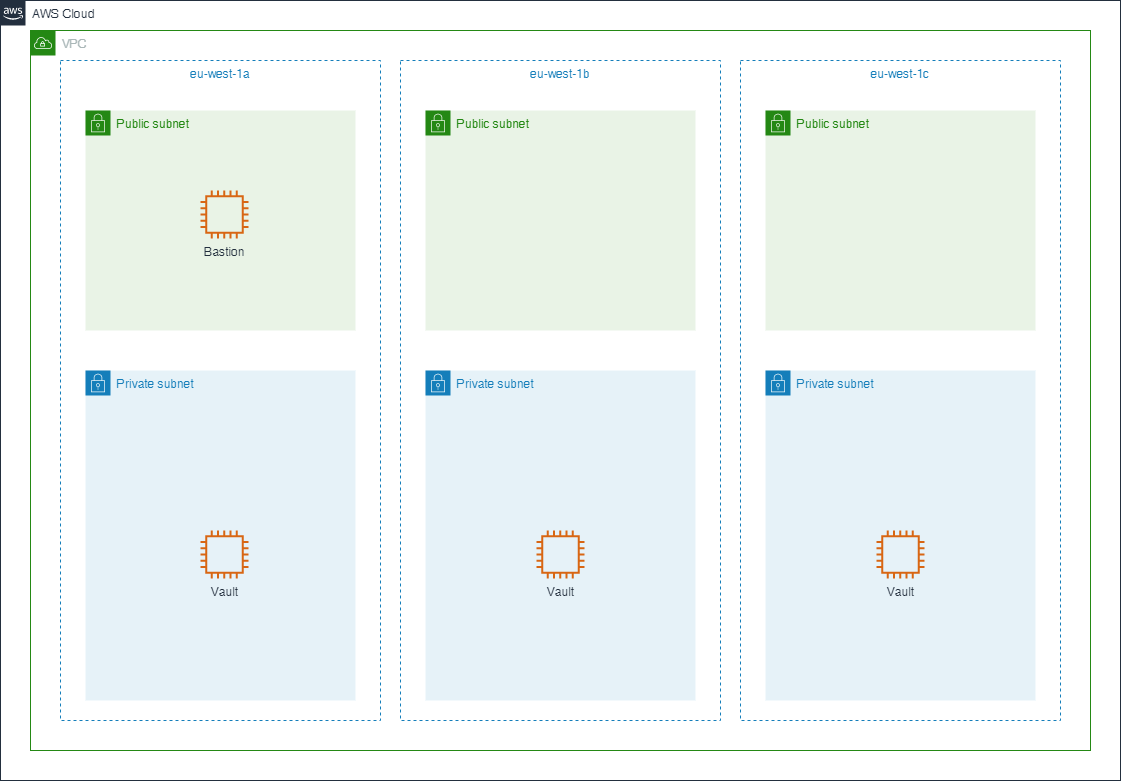 aws AWS Cloud
VPC
eu-west-1a eu-west-1b eu-west-1c
Public subnet Public subnet Public subnet
Bastion
Private subnet Private subnet Private subnet
Vault Vault Vault